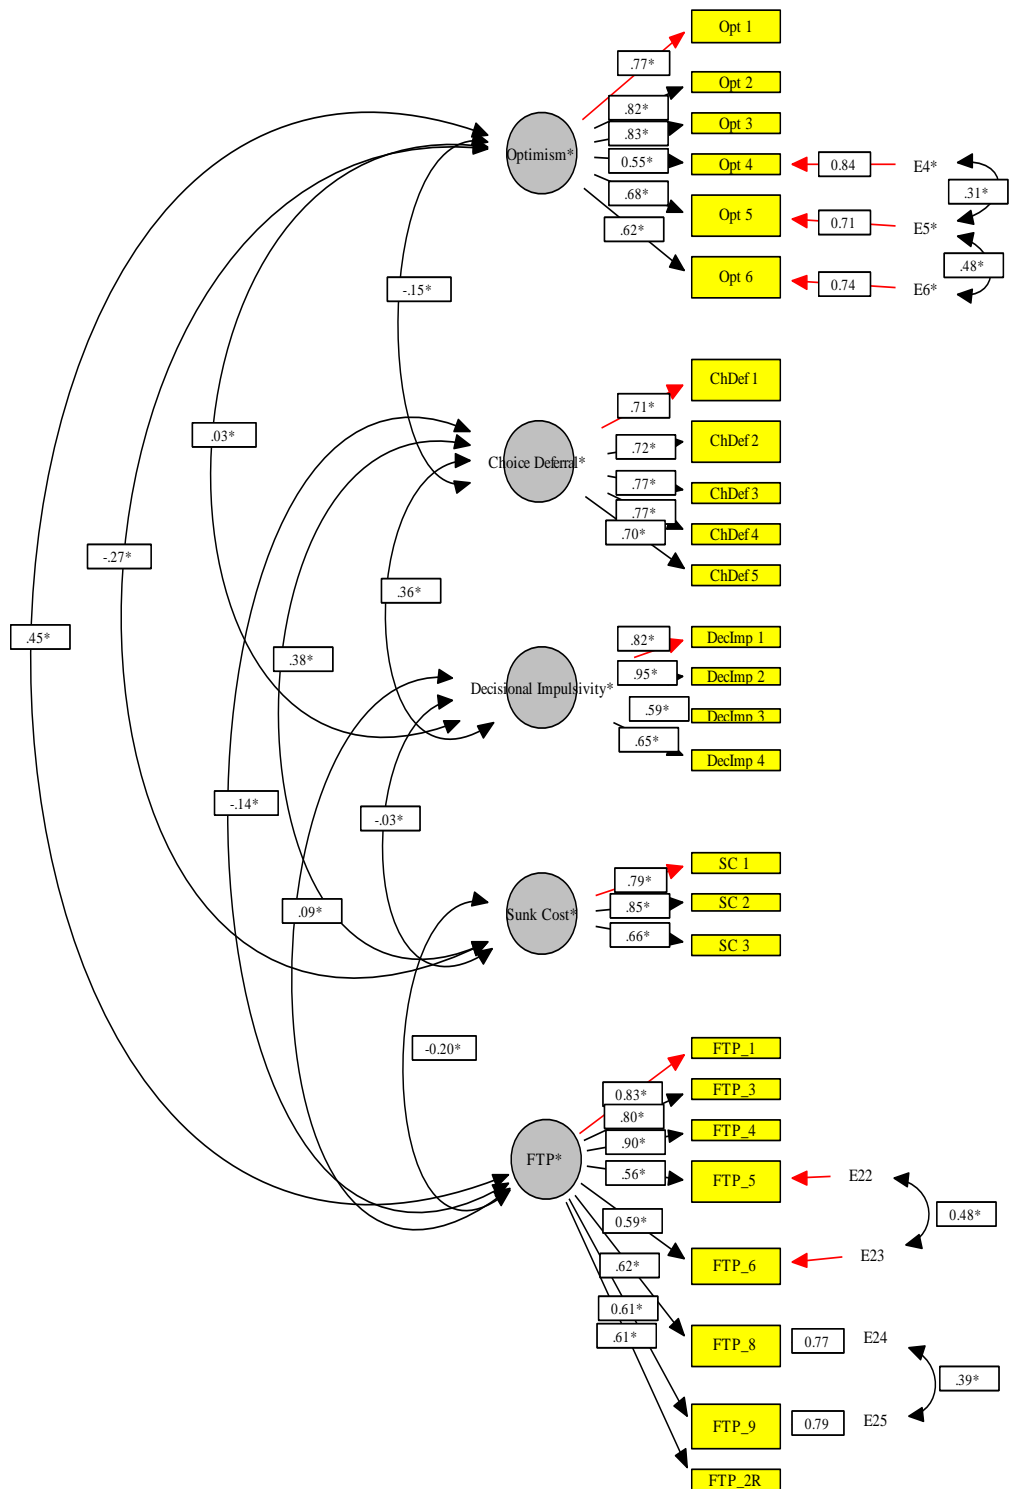 Opt 1
.77*
Opt 2
.82*
Opt 3
.83*
Optimism*
Opt 4
0.55*
0.84
E4*
.31*
.68*
Opt 5
0.71
E5*
.62*
.48*
Opt 6
0.74
E6*
-.15*
ChDef 1
.71*
.03*
ChDef 2
.72*
Choice Deferral*
.77*
ChDef 3
.77*
.70*
ChDef 4
-.27*
ChDef 5
.36*
.45*
.82*
DecImp 1
.38*
.95*
DecImp 2
Decisional Impulsivity*
.59*
DecImp 3
.65*
DecImp 4
-.14*
-.03*
SC 1
.79*
SC 2
.85*
.09*
Sunk Cost*
.66*
SC 3
-0.20*
FTP_1
0.83*
FTP_3
.80*
FTP_4
.90*
FTP*
.56*
FTP_5
E22
0.48*
0.59*
FTP_6
E23
.62*
0.61*
.61*
FTP_8
0.77
E24
.39*
FTP_9
0.79
E25
FTP_2R